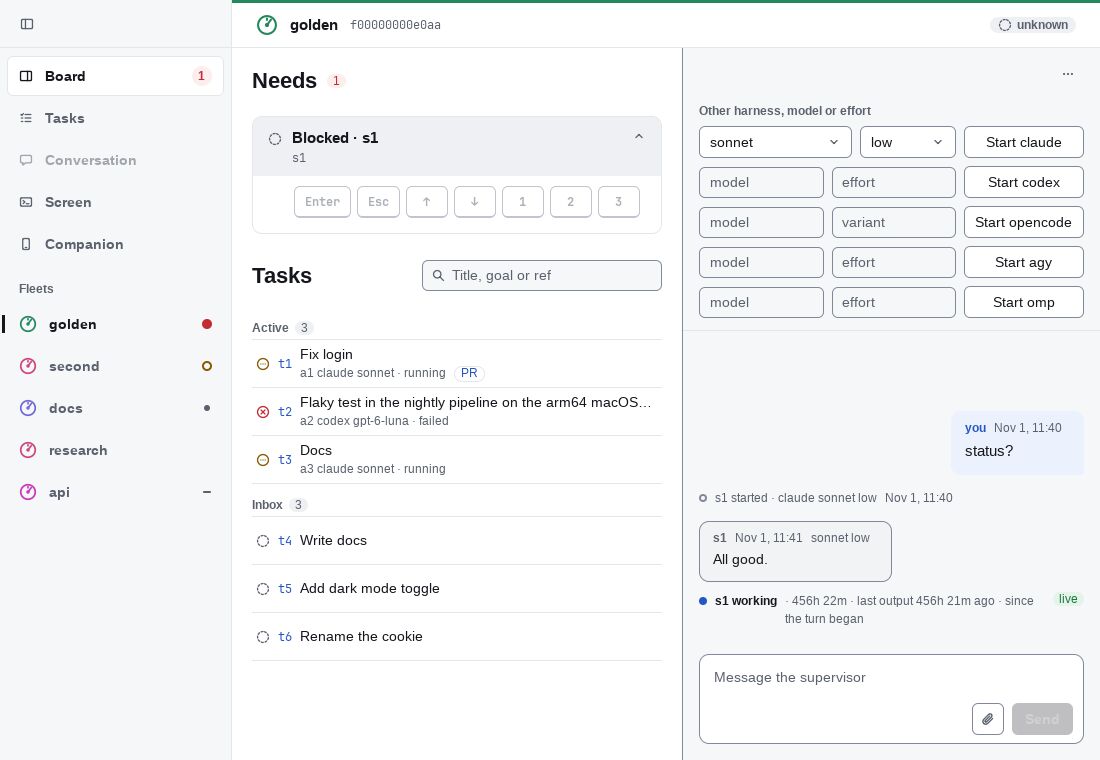 golden f00000000e0aa
unknown
Board 1
Tasks
Conversation
Screen
Companion
Fleets
golden
second
docs
research
api
Needs 1
Blocked · s1
s1
Enter Esc ↑ ↓ 1 2 3
Tasks
Title, goal or ref
Active 3
t1 Fix login
a1 claude sonnet · running PR
t2 Flaky test in the nightly pipeline on the arm64 macOS…
a2 codex gpt-6-luna · failed
t3 Docs
a3 claude sonnet · running
Inbox 3
t4 Write docs
t5 Add dark mode toggle
t6 Rename the cookie
Other harness, model or effort
sonnet low Start claude
model effort Start codex
model variant Start opencode
model effort Start agy
model effort Start omp
you Nov 1, 11:40
status?
s1 started · claude sonnet low Nov 1, 11:40
s1 Nov 1, 11:41 sonnet low
All good.
s1 working · 456h 22m · last output 456h 21m ago · since live
the turn began
Message the supervisor
Send